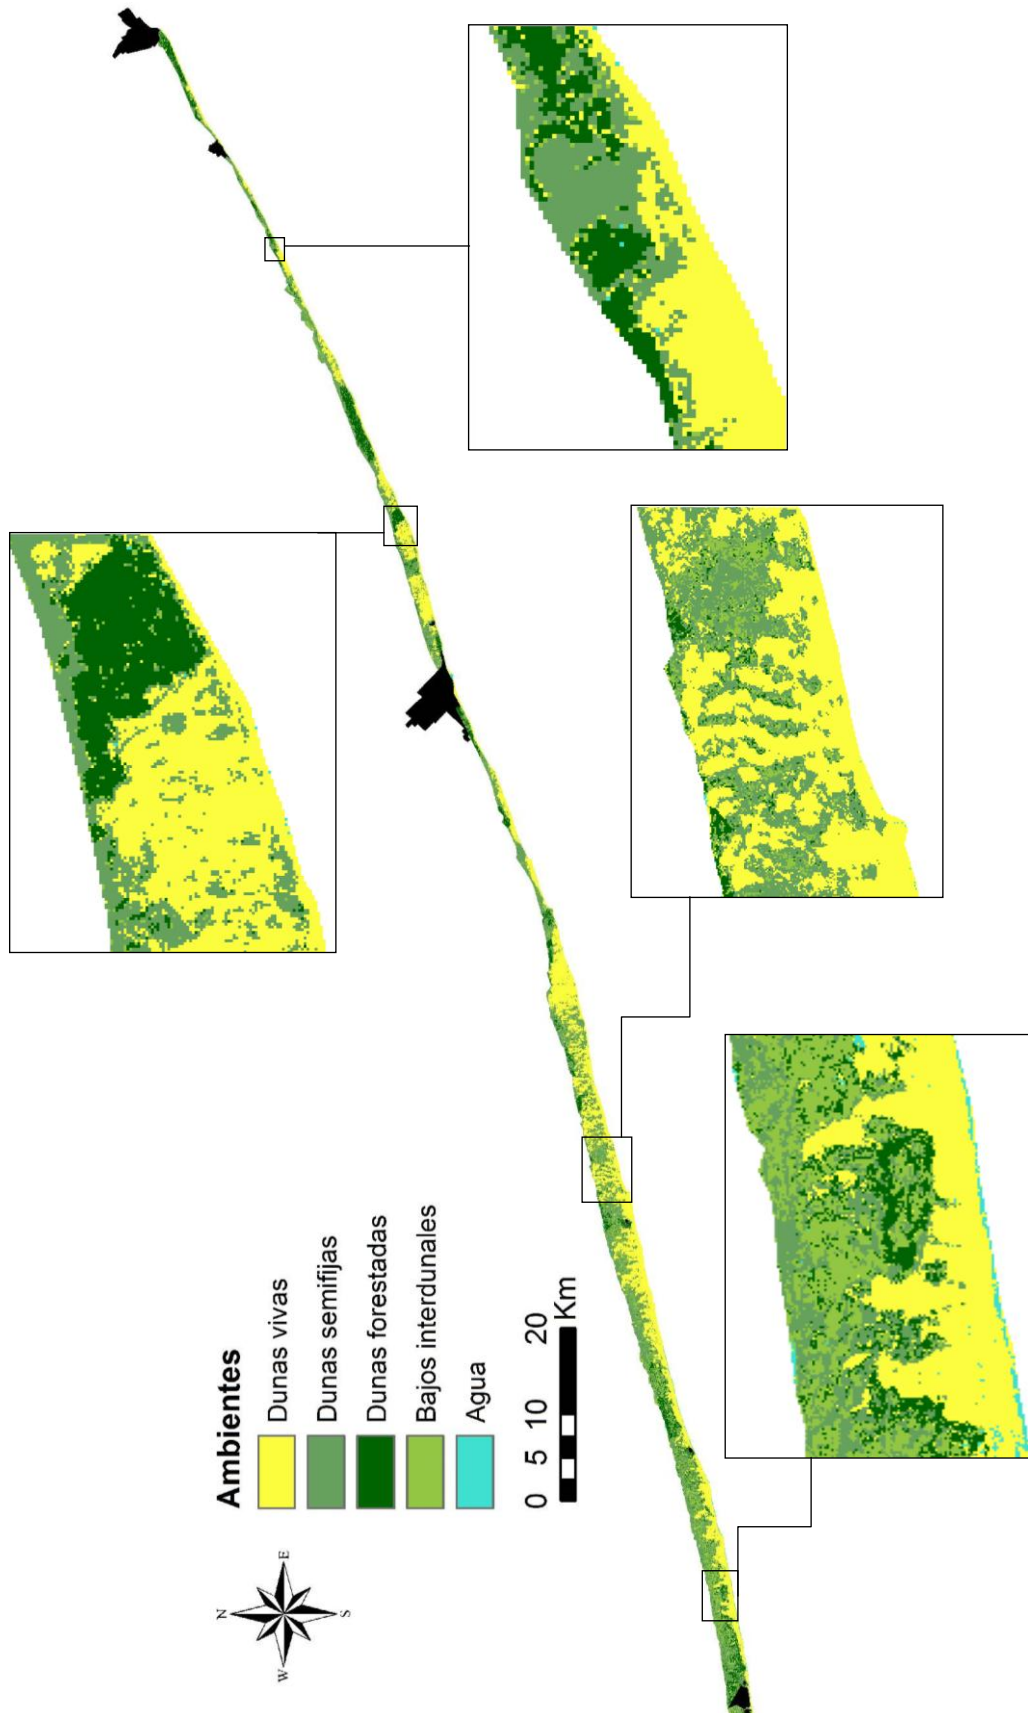 N
W
E
S
Ambientes
Dunas vivas
Dunas semifijas
Dunas forestadas
Bajos interdunales
Agua
0 5 10 20
Km